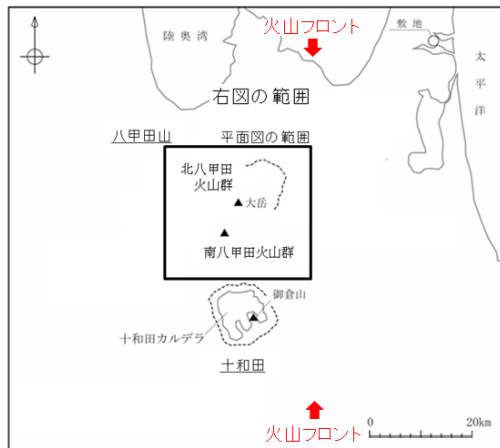 陸奥湾
火山フロント
敷地
太平洋
右図の範囲
八甲田山
平面図の範囲
北八甲田
火山群
大岳
南八甲田火山群
御倉山
十和田カルデラ
十和田
火山フロント
0
20km